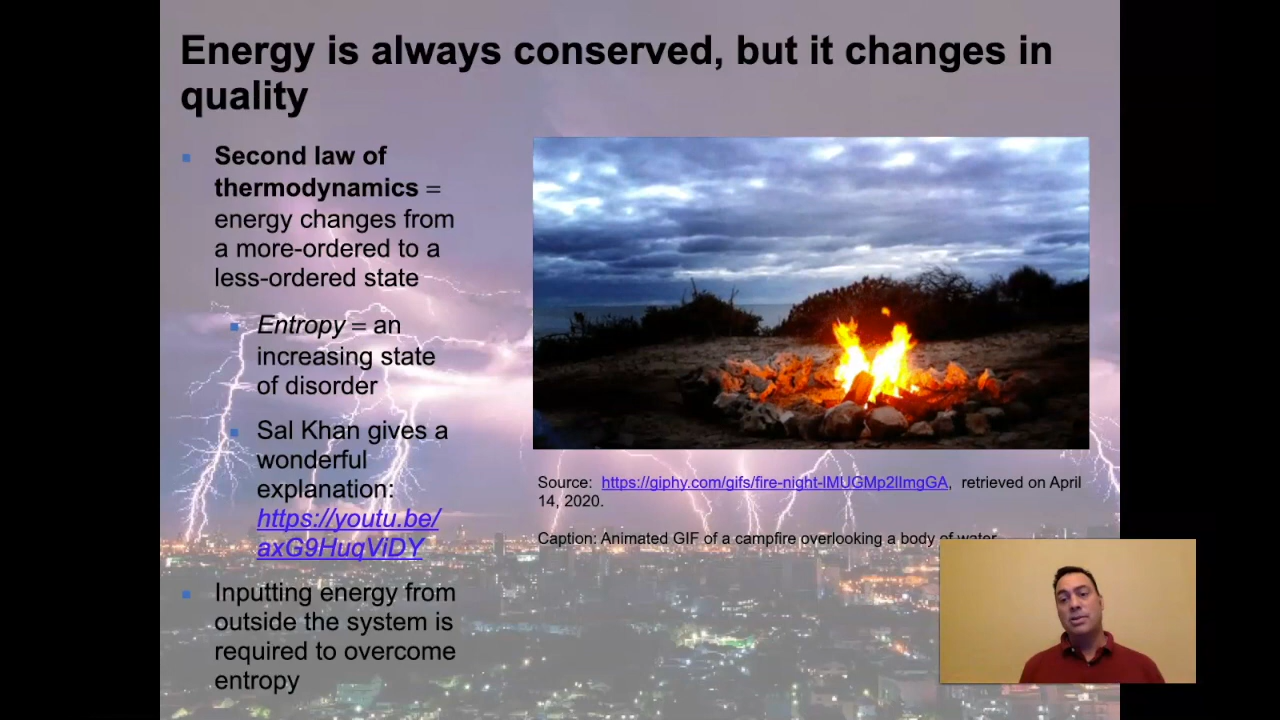 Energy is always conserved, but it changes in
quality
Second law of
thermodynamics =
energy changes from
a more-ordered to a
less-ordered state
Entropy = an
increasing state
of disorder
Sal Khan gives a
wonderful
explanation:
https://youtu.be/
axG9HuqViDY
Inputting energy from
outside the system is
required to overcome
entropy
Source: https://giphy.com/gifs/fire-night-lMUGMp2IlmgGA, retrieved on April
14, 2020.
Caption: Animated GIF of a campfire overlooking a body of water